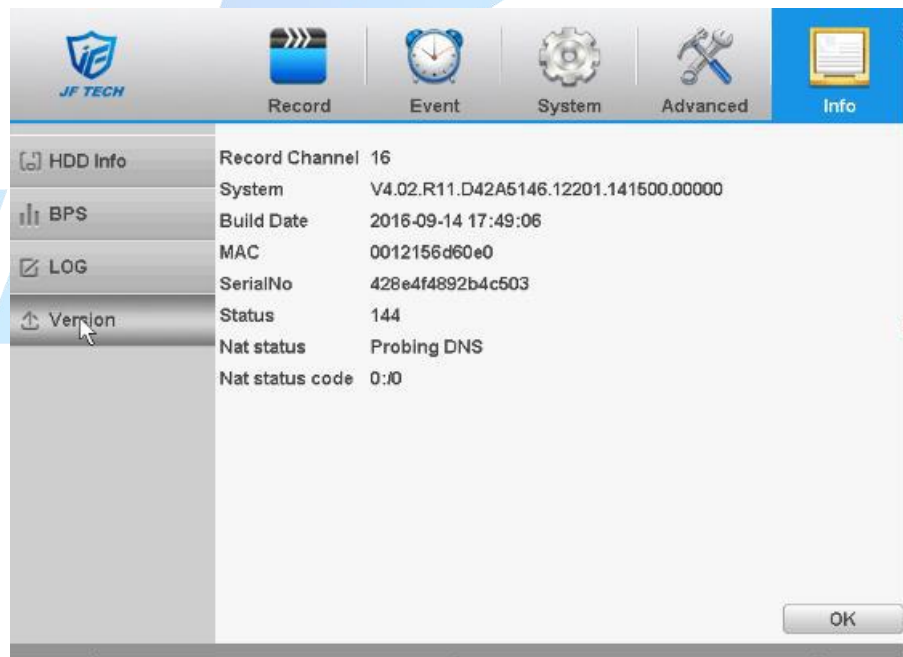 JF TECH
Record
Event
System
Advanced
Info
HDD Info
BPS
LOG
Version
Record Channel 16
System V4.02.R11.D42A5146.12201.141500.00000
Build Date 2016-09-14 17:49:06
MAC 0012156d60e0
SerialNo 428e4f4892b4c503
Status 144
Nat status Probing DNS
Nat status code 0:/0
OK